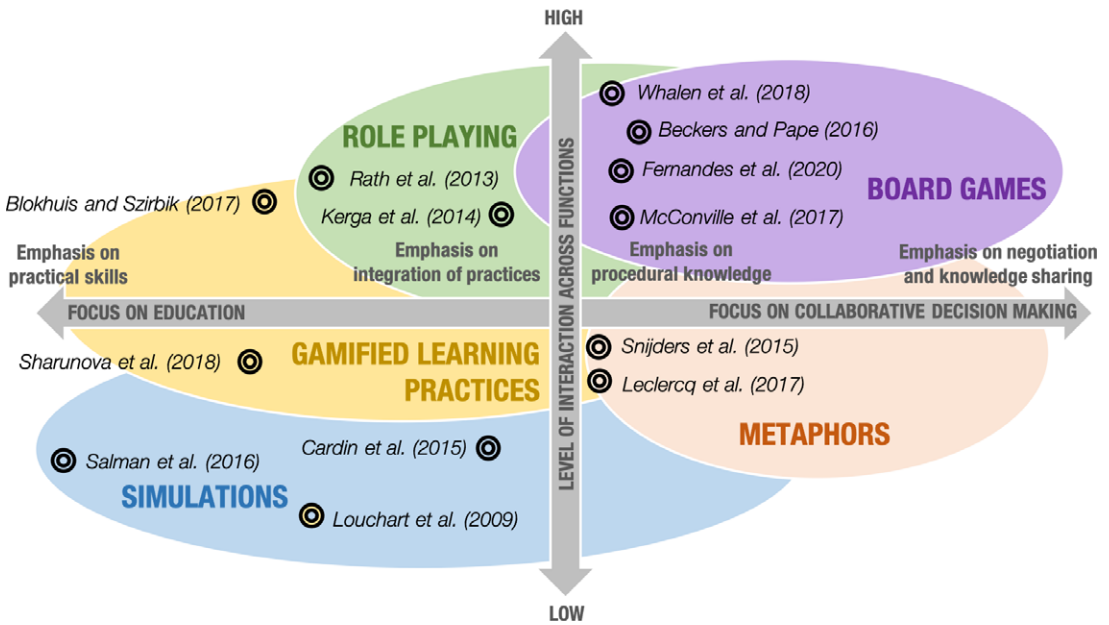 HIGH
Whalen et al. (2018)
Beckers and Pape (2016)
ROLE PLAYING
Rath et al. (2013)
Fernandes et al. (2020)
BOARD GAMES
Blokhuis and Szirbik (2017)
Kerga et al. (2014)
McConville et al. (2017)
Emphasis on
practical skills
Emphasis on
integration of practices
Emphasis on
procedural knowledge
Emphasis on negotiation
and knowledge sharing
FOCUS ON EDUCATION
FOCUS ON COLLABORATIVE DECISION MAKING
LEVEL OF INTERACTION ACROSS FUNCTIONS
Sharunova et al. (2018)
GAMIFIED LEARNING
PRACTICES
Snijders et al. (2015)
Leclercq et al. (2017)
METAPHORS
Cardin et al. (2015)
Salman et al. (2016)
SIMULATIONS
Louchart et al. (2009)
LOW